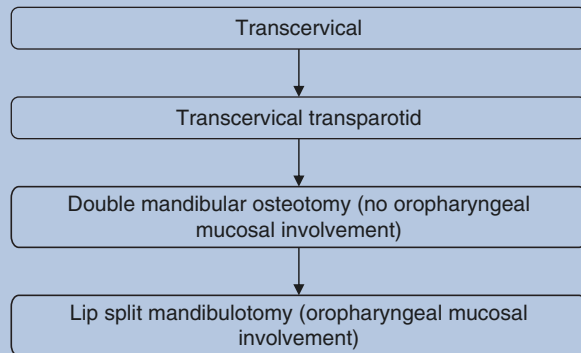 Transcervical
Transcervical transparotid
Double mandibular osteotomy (no oropharyngeal
mucosal involvement)
Lip split mandibulotomy (oropharyngeal mucosal
involvement)